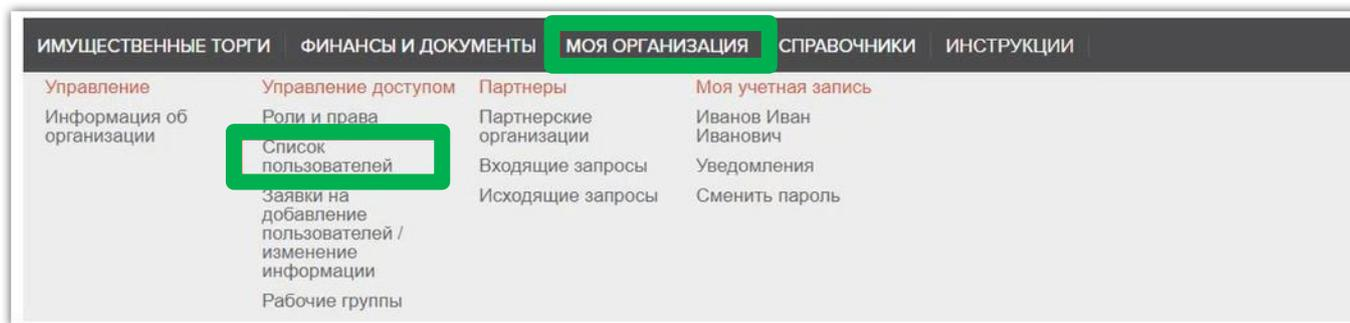 ИМУЩЕСТВЕННЫЕ ТОРГИ ФИНАНСЫ И ДОКУМЕНТЫ МОЯ ОРГАНИЗАЦИЯ СПРАВОЧНИКИ ИНСТРУКЦИИ
Управление
Информация об
организации
Управление доступом
Роли и права
Список
пользователей
Заявки на
добавление
пользователей /
изменение
информации
Рабочие группы
Партнеры
Партнерские
организации
Входящие запросы
Исходящие запросы
Моя учетная запись
Иванов Иван
Иванович
Уведомления
Сменить пароль